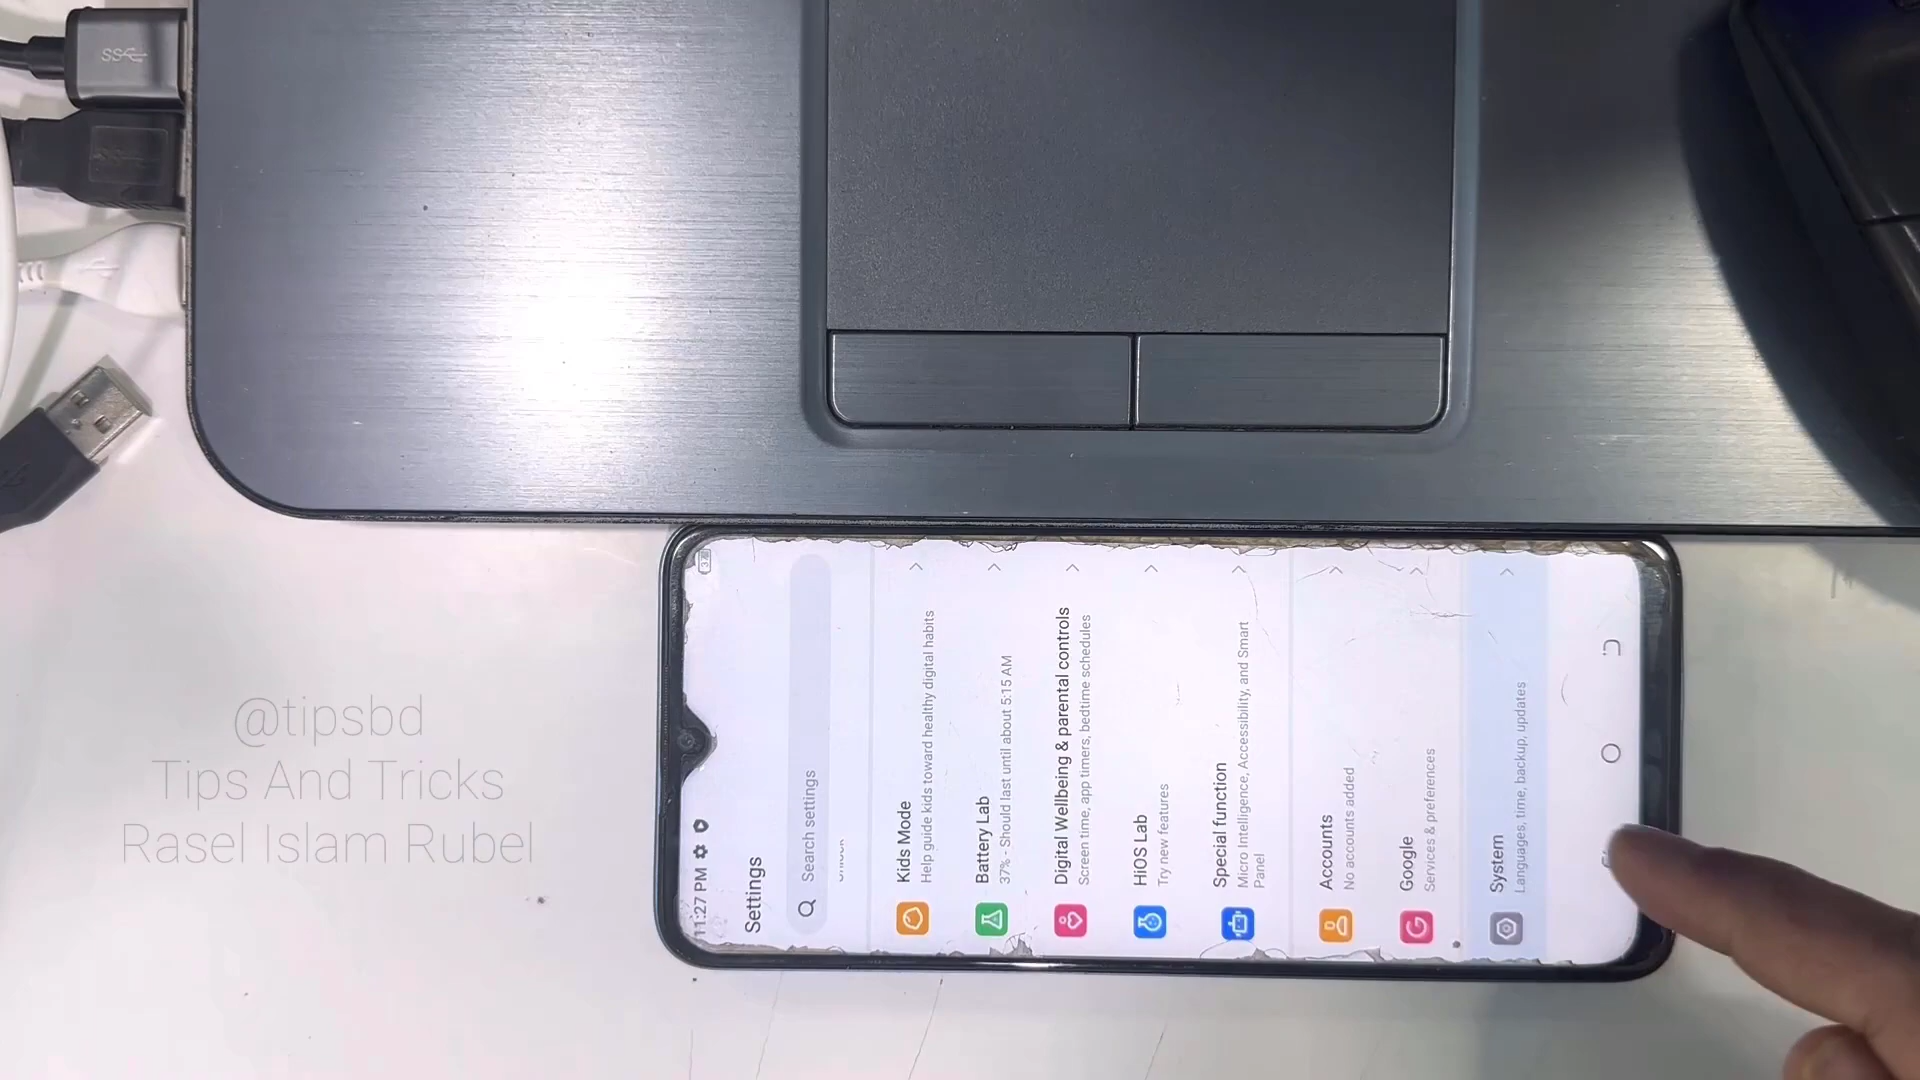 @tipsbd
Tips And Tricks
Rasel Islam Rubel
11:27 PM
37
Settings
Search settings
Kids Mode
Help guide kids toward healthy digital habits
Battery Lab
37% - Should last until about 5:15 AM
Digital Wellbeing & parental controls
Screen time, app timers, bedtime schedules
HiOS Lab
Try new features
Special function
Micro Intelligence, Accessibility, and Smart
Panel
Accounts
No accounts added
Google
Services & preferences
System
Languages, time, backup, updates